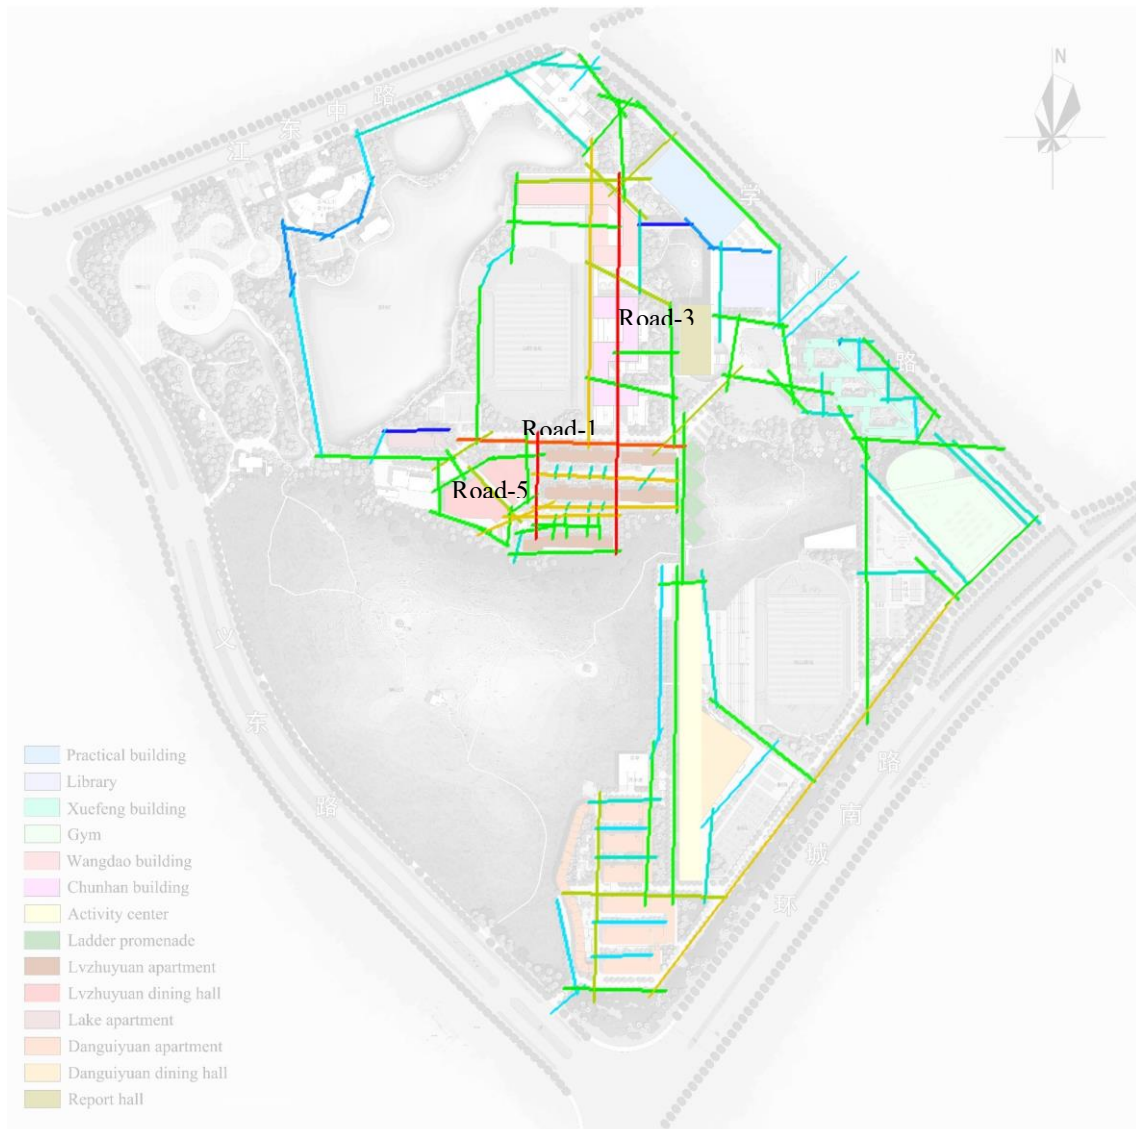 N
江
东
中
路
学
院
路
Road-3
Road-1
Road-5
义
东
路
环
城
南
路
Practical building
Library
Xuefeng building
Gym
Wangdao building
Chunhan building
Activity center
Ladder promenade
Lvzhuyuan apartment
Lvzhuyuan dining hall
Lake apartment
Danguiyuan apartment
Danguiyuan dining hall
Report hall